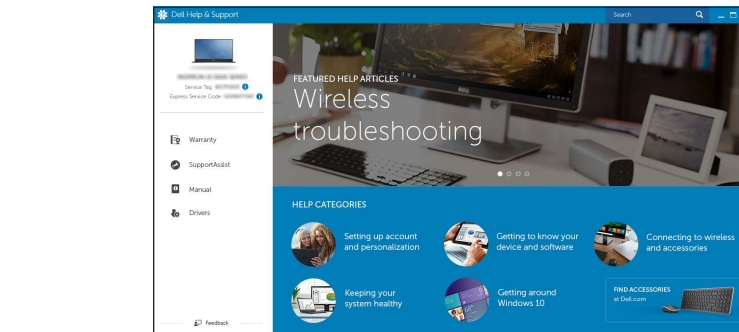 Dell Help & Support
Search
Service Tag
Express Service Code
Warranty
SupportAssist
Manual
Drivers
Feedback
FEATURED HELP ARTICLES
Wireless
troubleshooting
HELP CATEGORIES
Setting up account
and personalization
Getting to know your
device and software
Connecting to wireless
and accessories
Keeping your
system healthy
Getting around
Windows 10
FIND ACCESSORIES
at Dell.com